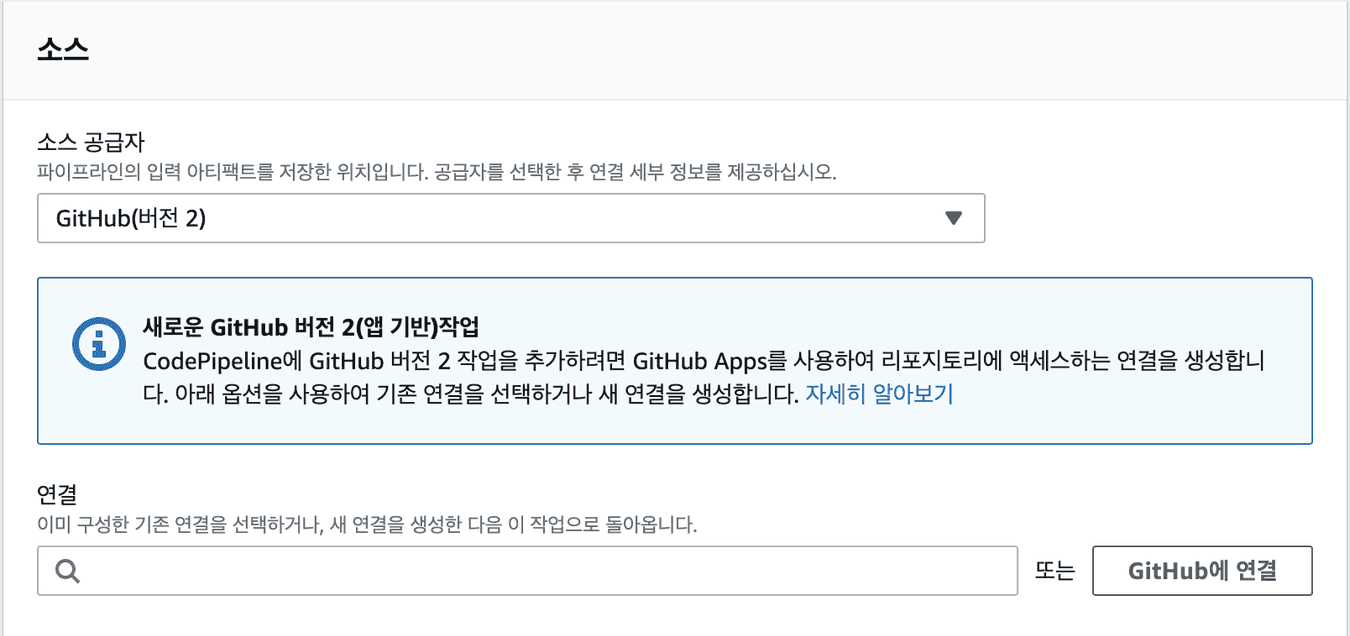 소스
소스 공급자
파이프라인의 입력 아티팩트를 저장한 위치입니다. 공급자를 선택한 후 연결 세부 정보를 제공하십시오.
GitHub(버전 2)
새로운 GitHub 버전 2(앱 기반)작업
CodePipeline에 GitHub 버전 2 작업을 추가하려면 GitHub Apps를 사용하여 리포지토리에 액세스하는 연결을 생성합니
다. 아래 옵션을 사용하여 기존 연결을 선택하거나 새 연결을 생성합니다. 자세히 알아보기
연결
이미 구성한 기존 연결을 선택하거나, 새 연결을 생성한 다음 이 작업으로 돌아옵니다.
또는 GitHub에 연결